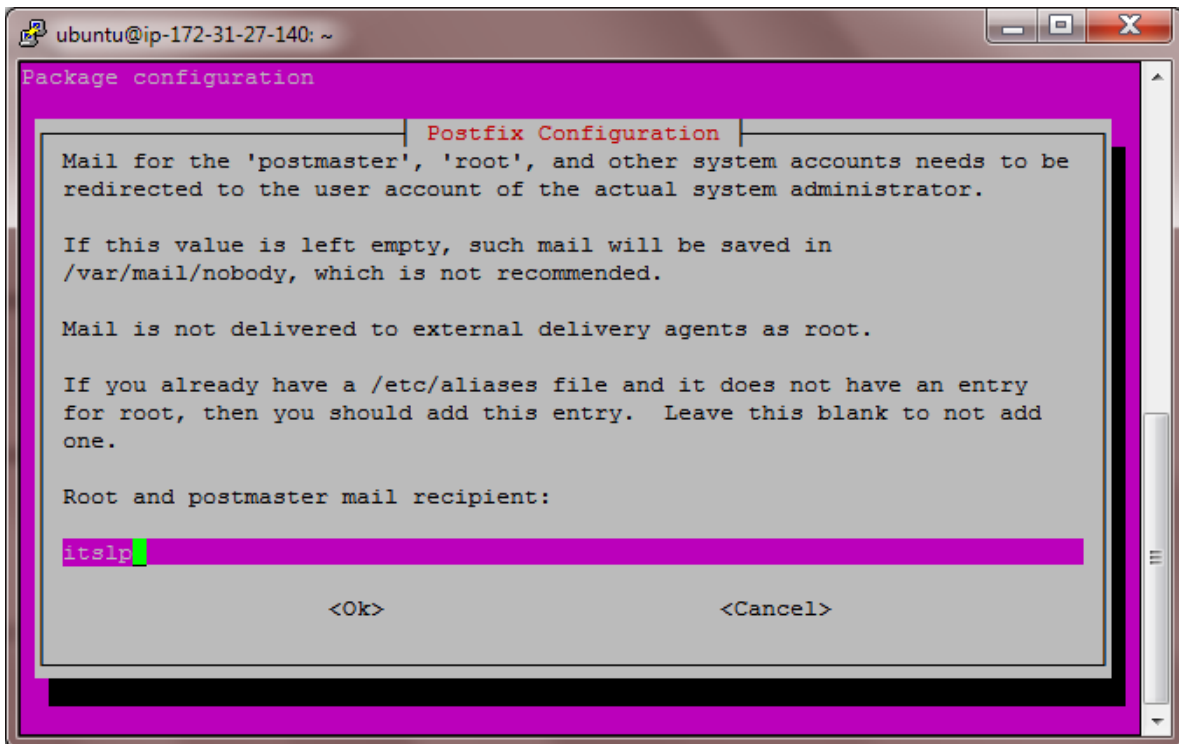 ubuntu@ip-172-31-27-140: ~
Package configuration
Postfix Configuration
Mail for the 'postmaster', 'root', and other system accounts needs to be
redirected to the user account of the actual system administrator.
If this value is left empty, such mail will be saved in
/var/mail/nobody, which is not recommended.
Mail is not delivered to external delivery agents as root.
If you already have a /etc/aliases file and it does not have an entry
for root, then you should add this entry.  Leave this blank to not add
one.
Root and postmaster mail recipient:
itslp
<Ok> <Cancel>